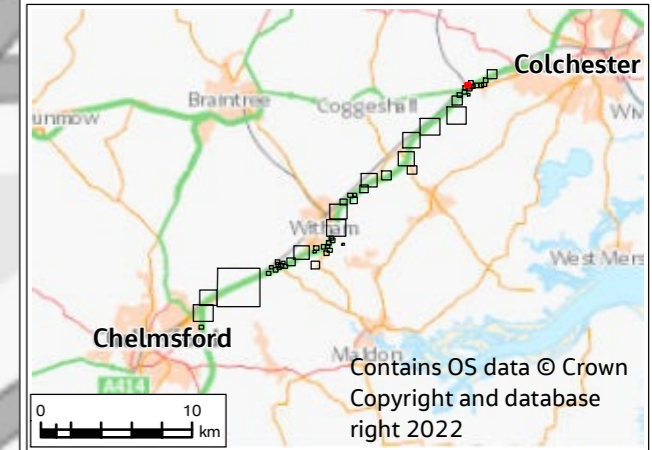 Colchester
Braintree
Coggeshall
unmow
Witham
West Mers
Chelmsford
Maldon
A414
Contains OS data © Crown
Copyright and database
right 2022
0 10
km